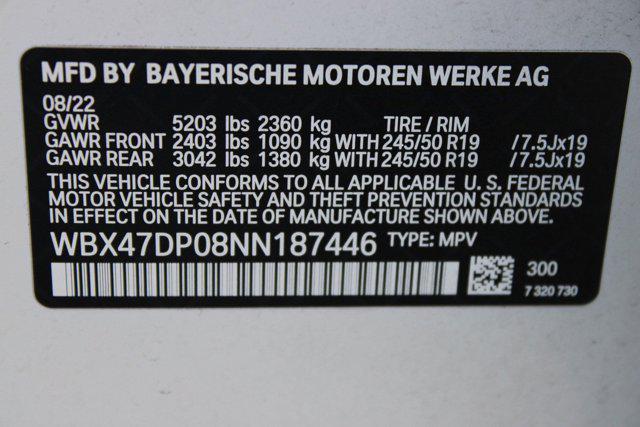 MFD BY BAYERISCHE MOTOREN WERKE AG
08/22
GVWR 5203 lbs 2360 kg TIRE / RIM
GAWR FRONT 2403 lbs 1090 kg WITH 245/50 R19 /7.5Jx19
GAWR REAR 3042 lbs 1380 kg WITH 245/50 R19 /7.5Jx19
THIS VEHICLE CONFORMS TO ALL APPLICABLE U. S. FEDERAL
MOTOR VEHICLE SAFETY AND THEFT PREVENTION STANDARDS
IN EFFECT ON THE DATE OF MANUFACTURE SHOWN ABOVE.
WBX47DP08NN187446 TYPE: MPV
300
7 320 730